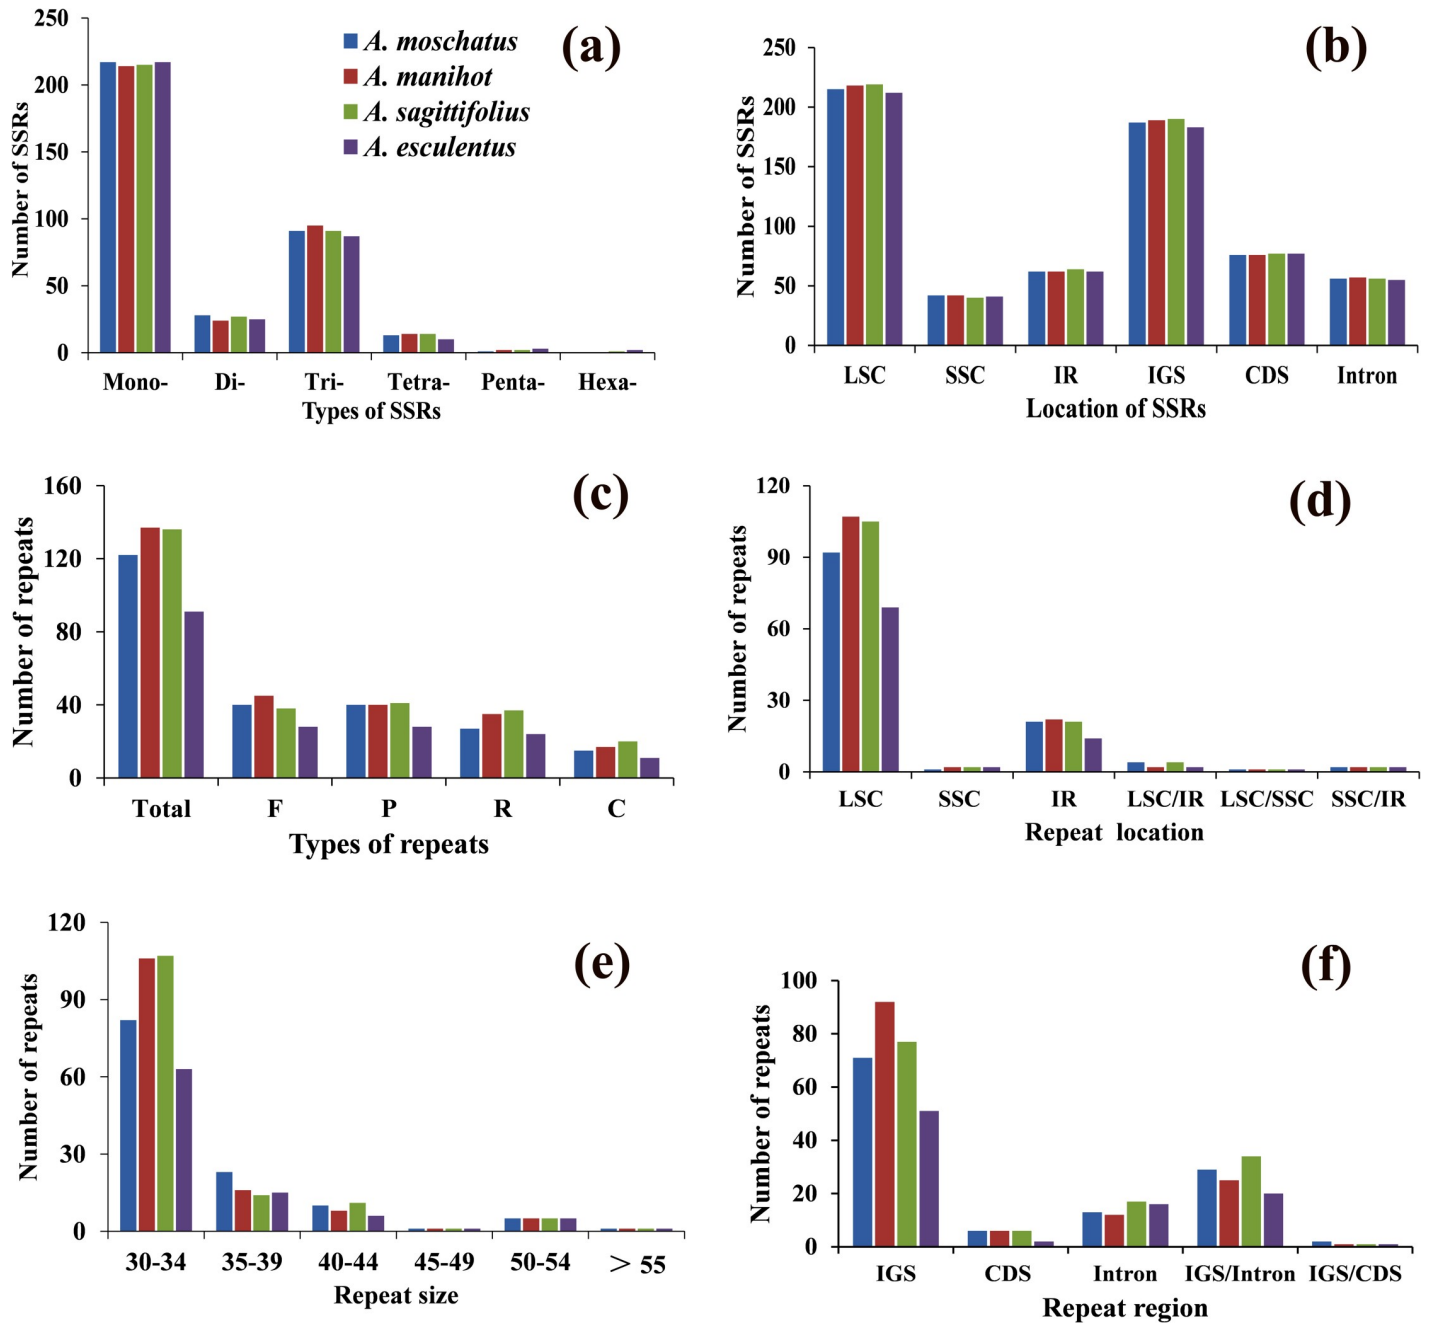 (a)
A. moschatus
A. manihot
A. sagittifolius
A. esculentus
Number of SSRs
250
200
150
100
50
0
Mono- Di- Tri- Tetra- Penta- Hexa-
Types of SSRs
(b)
Number of SSRs
250
200
150
100
50
0
LSC SSC IR IGS CDS Intron
Location of SSRs
(c)
Number of repeats
160
120
80
40
0
Total F P R C
Types of repeats
(d)
Number of repeats
120
90
60
30
0
LSC SSC IR LSC/IR LSC/SSC SSC/IR
Repeat location
(e)
Number of repeats
120
90
60
30
0
30-34 35-39 40-44 45-49 50-54 > 55
Repeat size
(f)
Number of repeats
100
80
60
40
20
0
IGS CDS Intron IGS/Intron IGS/CDS
Repeat region